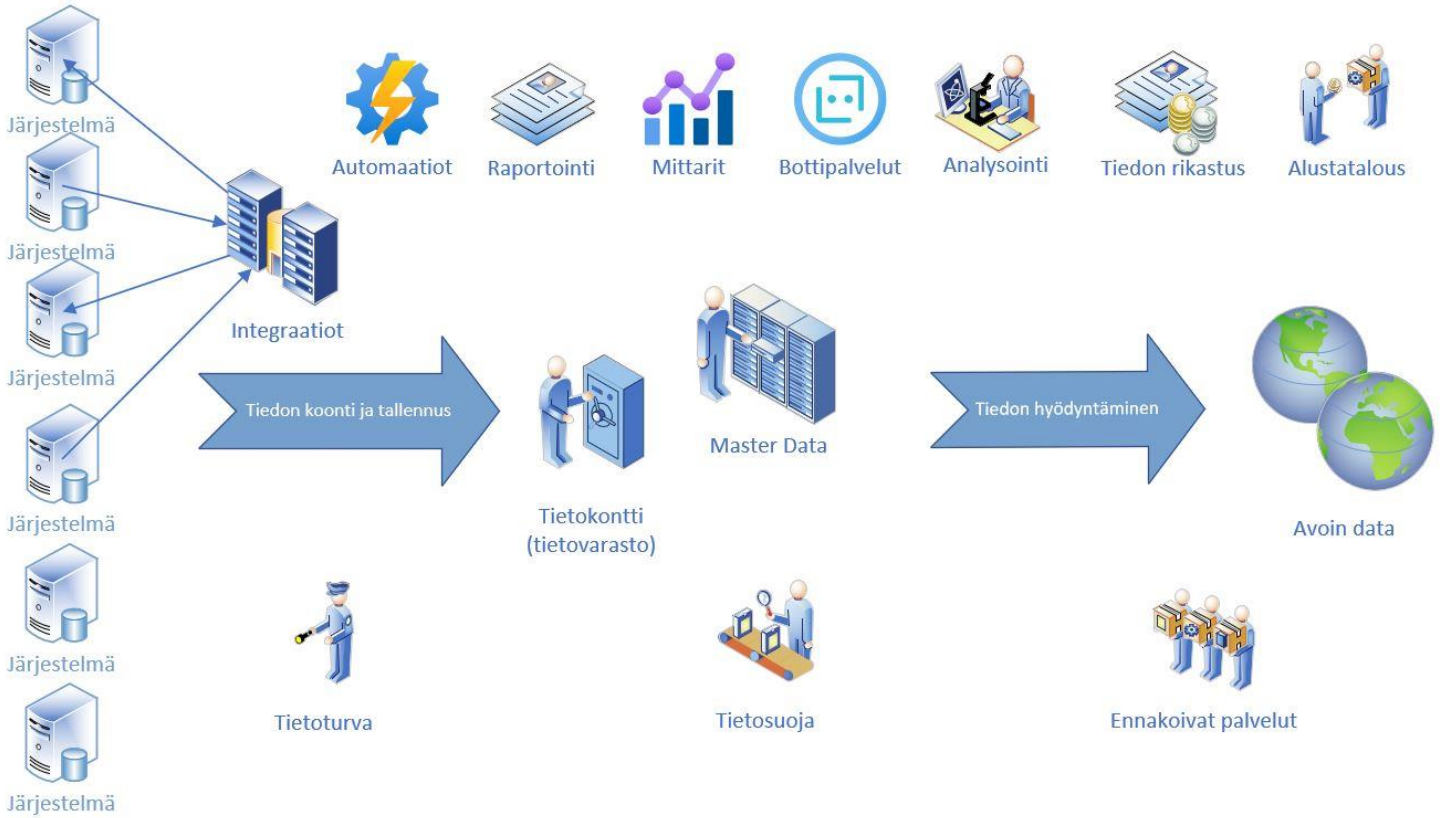 Järjestelmä
Järjestelmä
Järjestelmä
Järjestelmä
Järjestelmä
Järjestelmä
Automaatiot
Raportointi
Mittarit
Bottipalvelut
Analysointi
Tiedon rikastus
Alustatalous
Integraatiot
Tiedon koonti ja tallennus
Tietokontti
(tietovarasto)
Master Data
Tiedon hyödyntäminen
Avoin data
Tietoturva
Tietosuoja
Ennakoivat palvelut